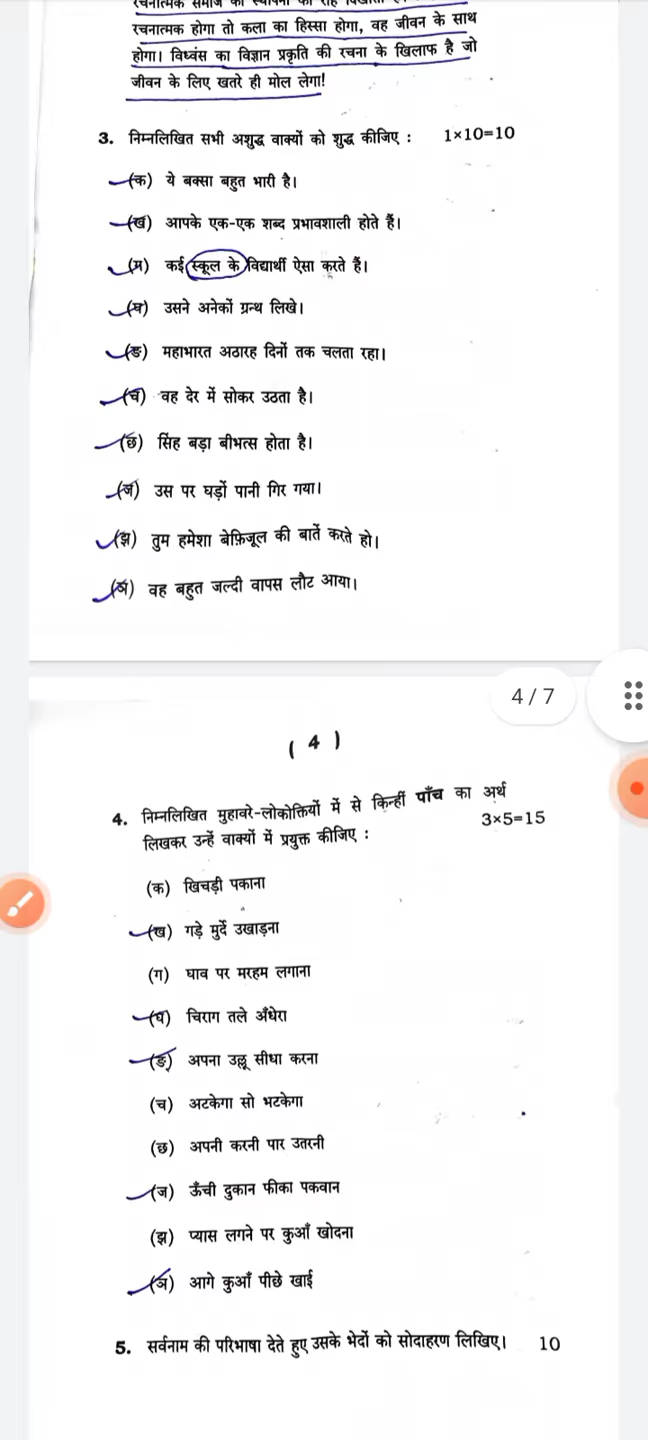 रचनात्मक समाज की स्थापना की राह
रचनात्मक होगा तो कला का हिस्सा होगा, वह जीवन के साथ
होगा। विध्वंस का विज्ञान प्रकृति की रचना के खिलाफ है जो
जीवन के लिए खतरे ही मोल लेगा!
3. निम्नलिखित सभी अशुद्ध वाक्यों को शुद्ध कीजिए : 1×10=10
(क) ये बक्सा बहुत भारी है।
(ख) आपके एक-एक शब्द प्रभावशाली होते हैं।
(ग) कई स्कूल के विद्यार्थी ऐसा करते हैं।
(घ) उसने अनेकों ग्रन्थ लिखे।
(ङ) महाभारत अठारह दिनों तक चलता रहा।
(च) वह देर में सोकर उठता है।
(छ) सिंह बड़ा बीभत्स होता है।
(ज) उस पर घड़ों पानी गिर गया।
(झ) तुम हमेशा बेफ़िजूल की बातें करते हो।
(ञ) वह बहुत जल्दी वापस लौट आया।
4 / 7
( 4 )
4. निम्नलिखित मुहावरे-लोकोक्तियों में से किन्हीं पाँच का अर्थ
लिखकर उन्हें वाक्यों में प्रयुक्त कीजिए : 3×5=15
(क) खिचड़ी पकाना
(ख) गड़े मुर्दे उखाड़ना
(ग) घाव पर मरहम लगाना
(घ) चिराग तले अँधेरा
(ङ) अपना उल्लू सीधा करना
(च) अटकेगा सो भटकेगा
(छ) अपनी करनी पार उतरनी
(ज) ऊँची दुकान फीका पकवान
(झ) प्यास लगने पर कुआँ खोदना
(ञ) आगे कुआँ पीछे खाई
5. सर्वनाम की परिभाषा देते हुए उसके भेदों को सोदाहरण लिखिए। 10